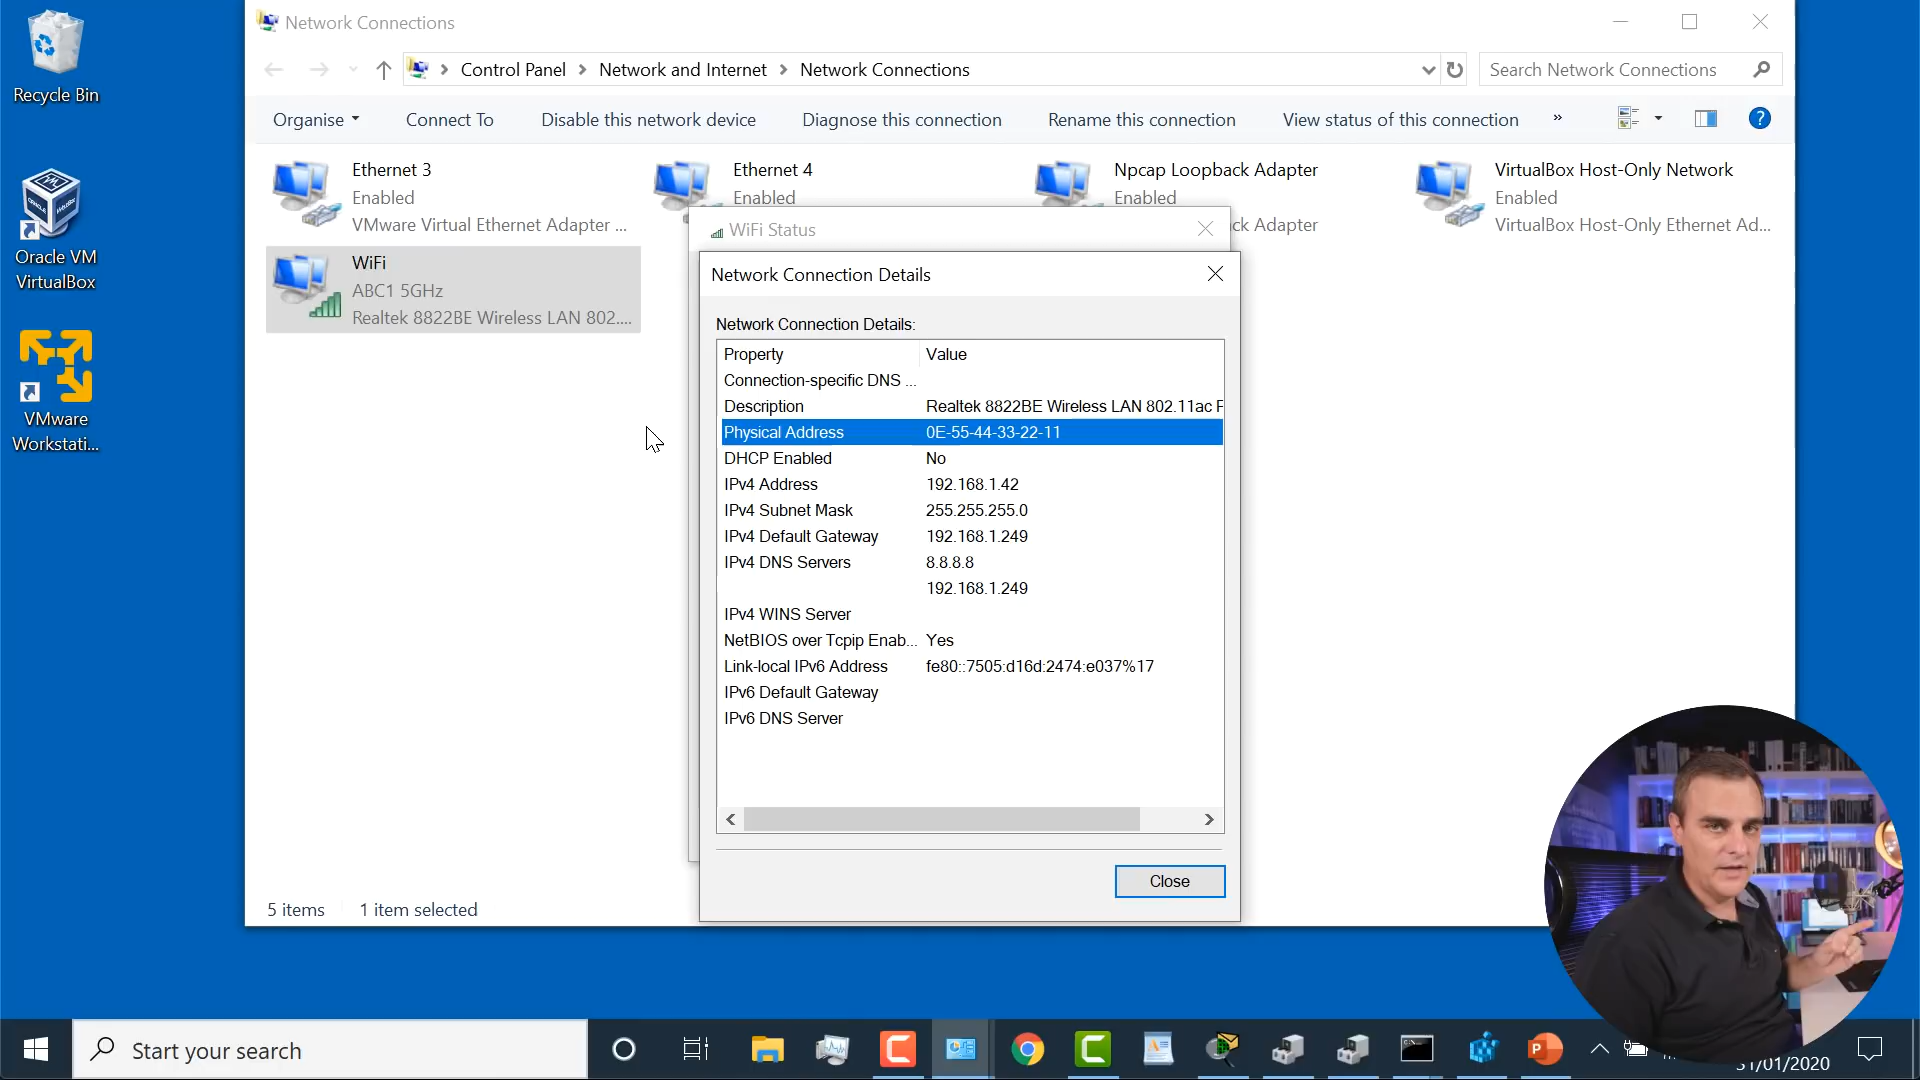 Network Connections
Control Panel
Network and Internet
Network Connections
Search Network Connections
Organise
Connect To
Disable this network device
Diagnose this connection
Rename this connection
View status of this connection
»
Recycle Bin
Oracle VM
VirtualBox
VMware
Workstati...
Ethernet 3
Enabled
VMware Virtual Ethernet Adapter ...
Ethernet 4
Enabled
Npcap Loopback Adapter
Enabled
ck Adapter
VirtualBox Host-Only Network
Enabled
VirtualBox Host-Only Ethernet Ad...
WiFi
ABC1 5GHz
Realtek 8822BE Wireless LAN 802....
WiFi Status
Network Connection Details
Network Connection Details:
Property Value
Connection-specific DNS ...
Description Realtek 8822BE Wireless LAN 802.11ac
Physical Address 0E-55-44-33-22-11
DHCP Enabled No
IPv4 Address 192.168.1.42
IPv4 Subnet Mask 255.255.255.0
IPv4 Default Gateway 192.168.1.249
IPv4 DNS Servers 8.8.8.8
192.168.1.249
IPv4 WINS Server
NetBIOS over Tcpip Enab... Yes
Link-local IPv6 Address fe80::7505:d16d:2474:e037%17
IPv6 Default Gateway
IPv6 DNS Server
Close
5 items
1 item selected
Start your search
31/01/2020